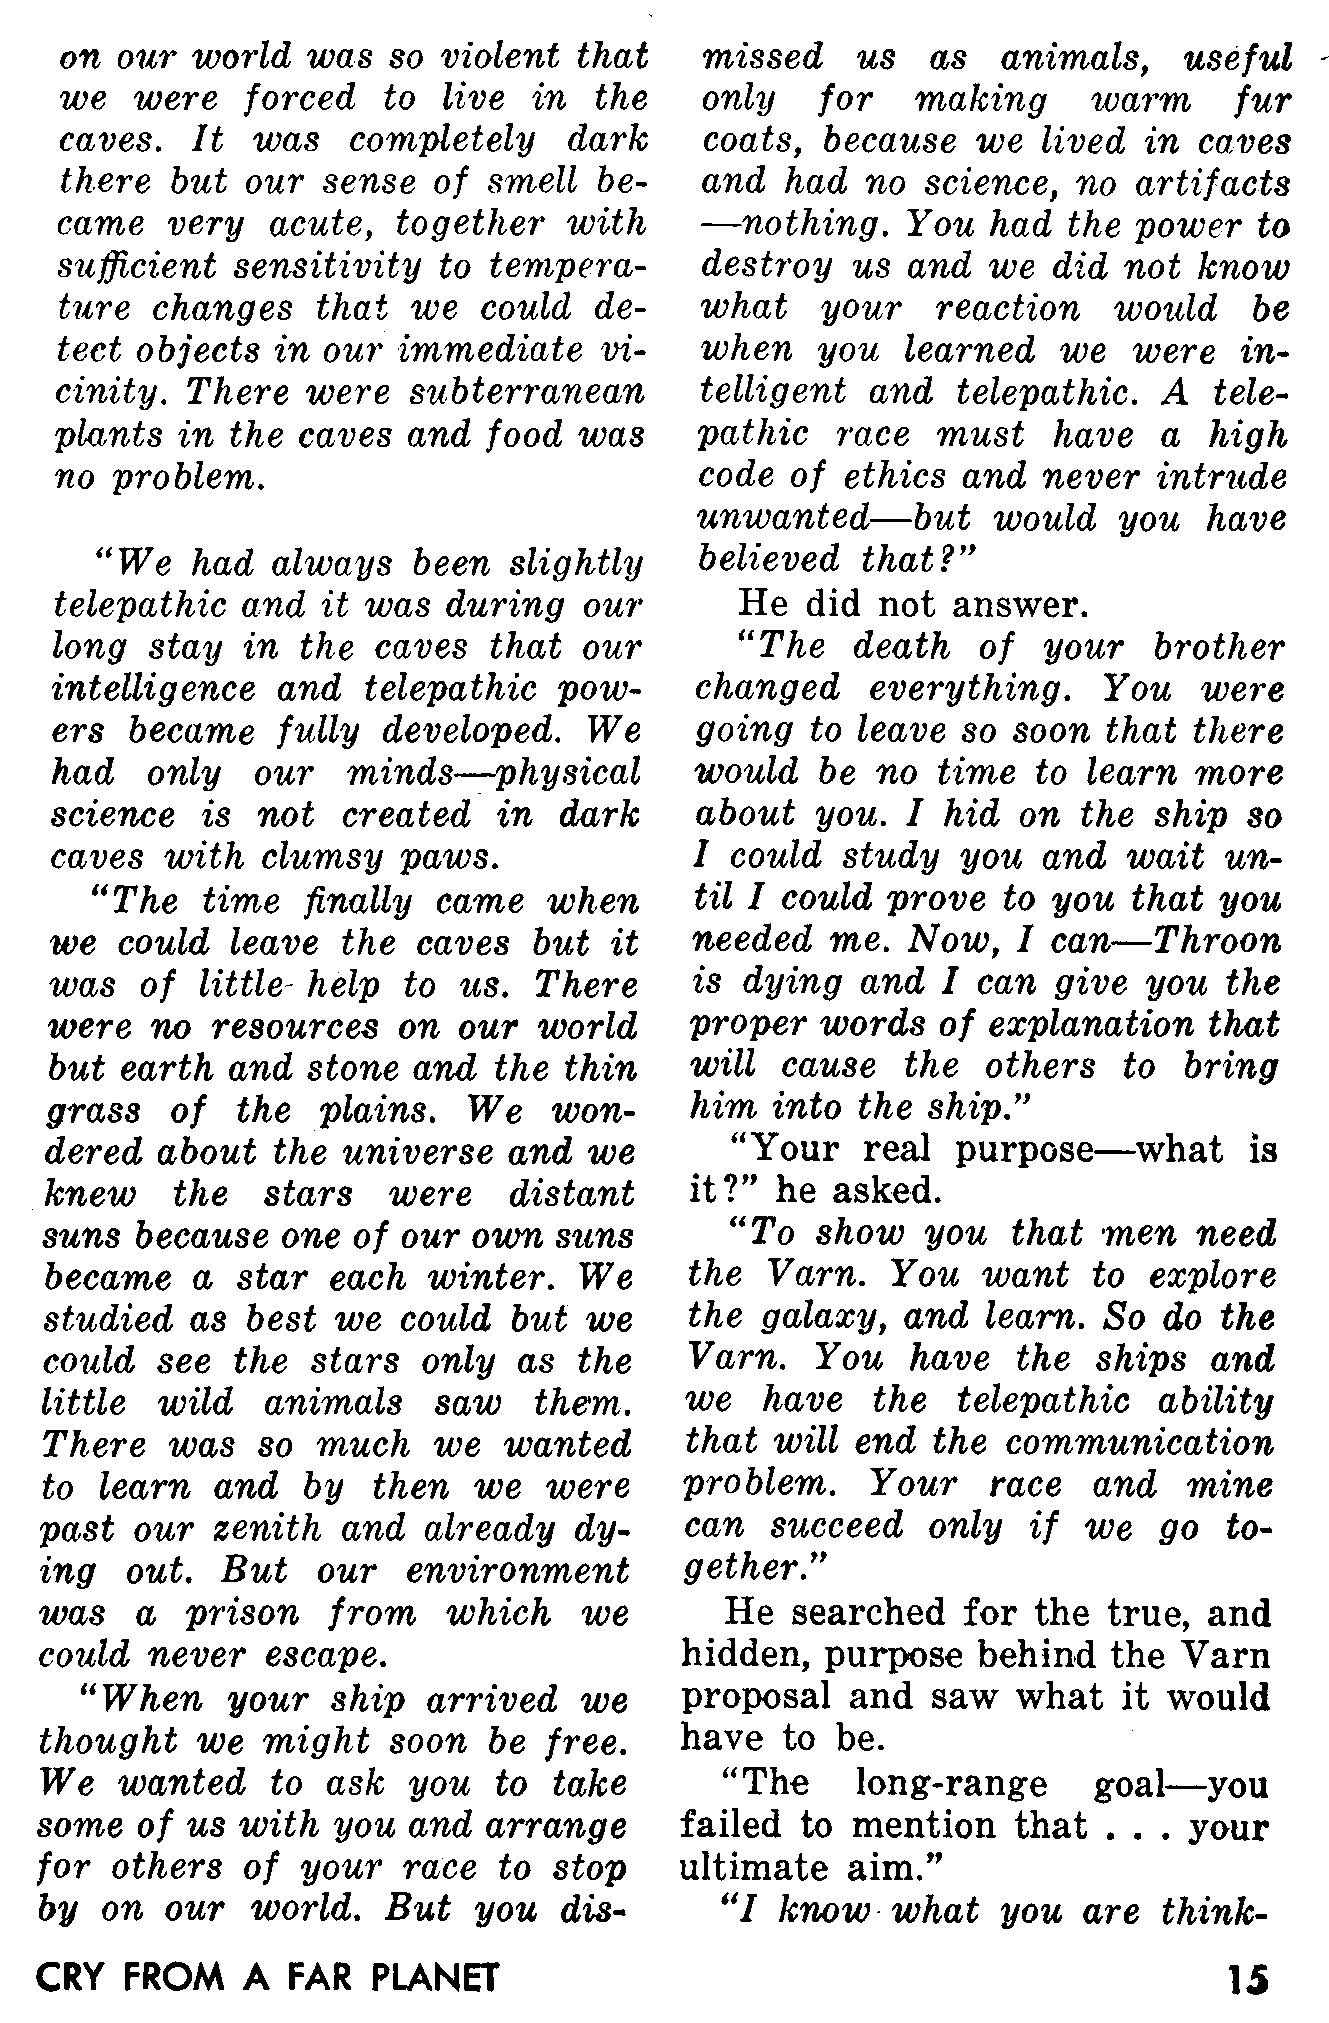 on our world was so violent that
we were forced to live in the
caves. It was completely dark
there but our sense of smell be-
came very acute, together with
sufficient sensitivity to tempera-
ture changes that we could de-
tect objects in our immediate vi-
cinity. There were subterranean
plants in the caves and food was
no problem.
“We had always been slightly
telepathic and it was during our
long stay in the caves that our
intelligence and telepathic pow-
ers became fully developed. We
had only our minds—physical
science is not created in dark
caves with clumsy paws.
“The time finally came when
we could leave the caves but it
was of little help to us. There
were no resources on our world
but earth and stone and the thin
grass of the plains. We won-
dered about the universe and we
knew the stars were distant
suns because one of our own suns
became a star each winter. We
studied as best we could but we
could see the stars only as the
little wild animals saw them.
There was so much we wanted
to learn and by then we were
past our zenith and already dy-
ing out. But our environment
was a prison from which we
could never escape.
“When your ship arrived we
thought we might soon be free.
We wanted to ask you to take
some of us with you and arrange
for others of your race to stop
by on our world. But you dis-
missed us as animals, useful
only for making warm fur
coats, because we lived in caves
and had no science, no artifacts
—nothing. You had the power to
destroy us and we did not know
what your reaction would be
when you learned we were in-
telligent and telepathic. A tele-
pathic race must have a high
code of ethics and never intrude
unwanted—but would you have
believed that?”
He did not answer.
“The death of your brother
changed everything. You were
going to leave so soon that there
would be no time to learn more
about you. I hid on the ship so
I could study you and wait un-
til I could prove to you that you
needed me. Now, I can—Throon
is dying and I can give you the
proper words of explanation that
will cause the others to bring
him into the ship.”
“Your real purpose—what is
it?” he asked.
“To show you that men need
the Varn. You want to explore
the galaxy, and learn. So do the
Varn. You have the ships and
we have the telepathic ability
that will end the communication
problem. Your race and mine
can succeed only if we go to-
gether.”
He searched for the true, and
hidden, purpose behind the Varn
proposal and saw what it would
have to be.
“The long-range goal—you
failed to mention that . . . your
ultimate aim.”
“I know what you are think-
CRY FROM A FAR PLANET 15